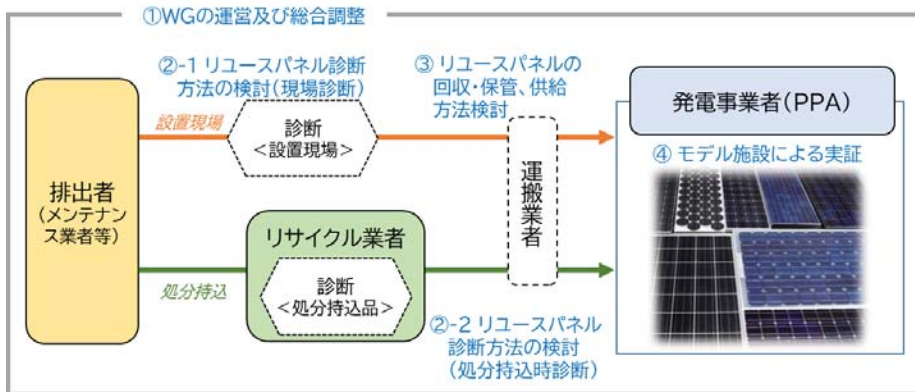 ①WGの運営及び総合調整
②-1 リユースパネル診断
方法の検討(現場診断)
③ リユースパネルの
回収・保管、供給
方法検討
発電事業者(PPA)
設置現場
診断
<設置現場>
④ モデル施設による実証
排出者
(メンテナン
ス業者等)
運搬業者
リサイクル業者
処分持込
診断
<処分持込品>
②-2 リユースパネル
診断方法の検討
(処分持込時診断)